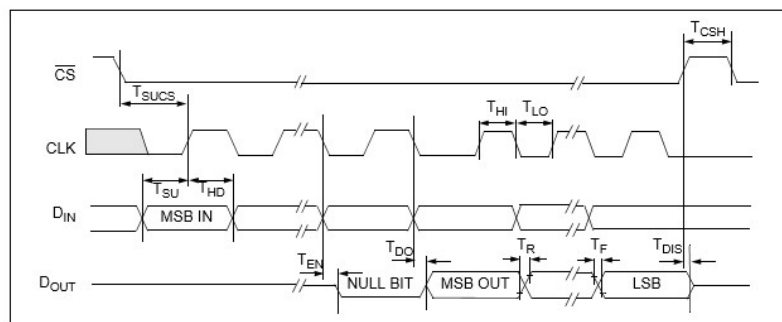 TCSH
CS
TSUCS
THI TLO
CLK
TSU THD
DIN MSB IN
TEN TDO TR TF TDIS
DOUT NULL BIT MSB OUT LSB